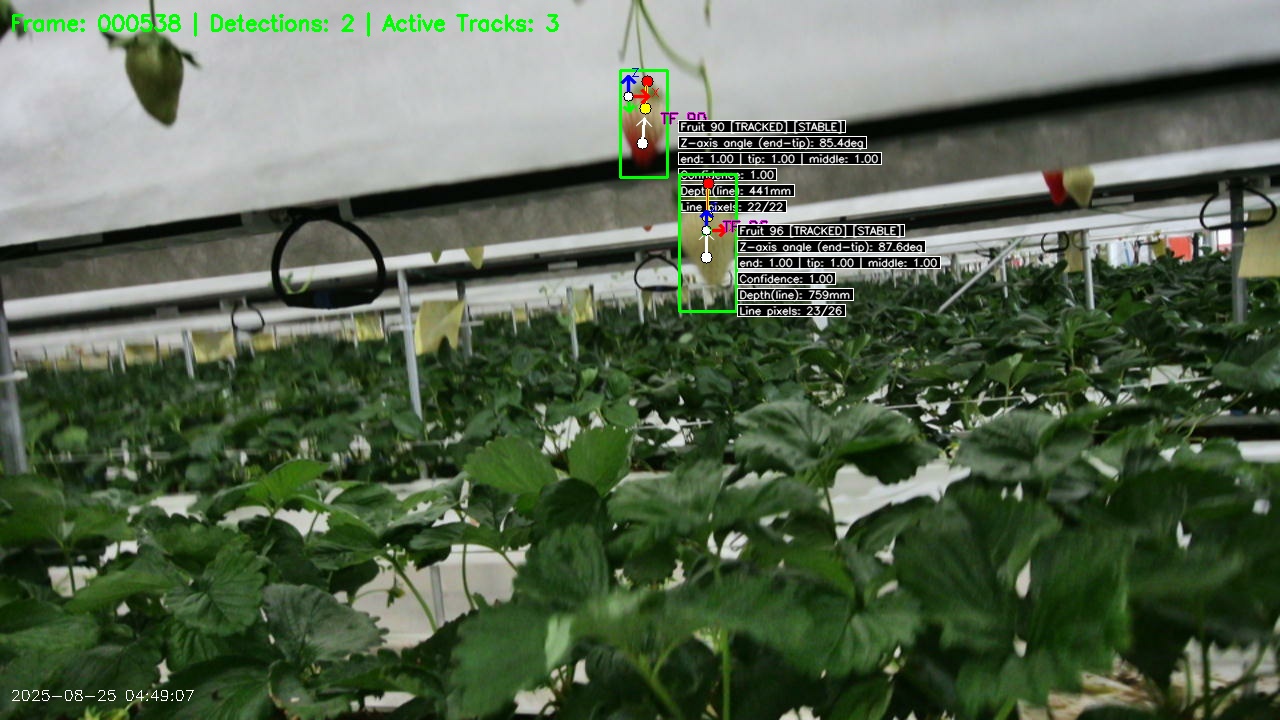 Frame: 000538 | Detections: 2 | Active Tracks: 3
Z
X
TF_90
Fruit 90 [TRACKED] [STABLE]
Z-axis angle (end-tip): 85.4deg
end: 1.00 | tip: 1.00 | middle: 1.00
Confidence: 1.00
Depth(line): 441mm
Line pixels: 22/22
Fruit 96 [TRACKED] [STABLE]
Z-axis angle (end-tip): 87.6deg
end: 1.00 | tip: 1.00 | middle: 1.00
Confidence: 1.00
Depth(line): 759mm
Line pixels: 23/26
2025-08-25 04:49:07